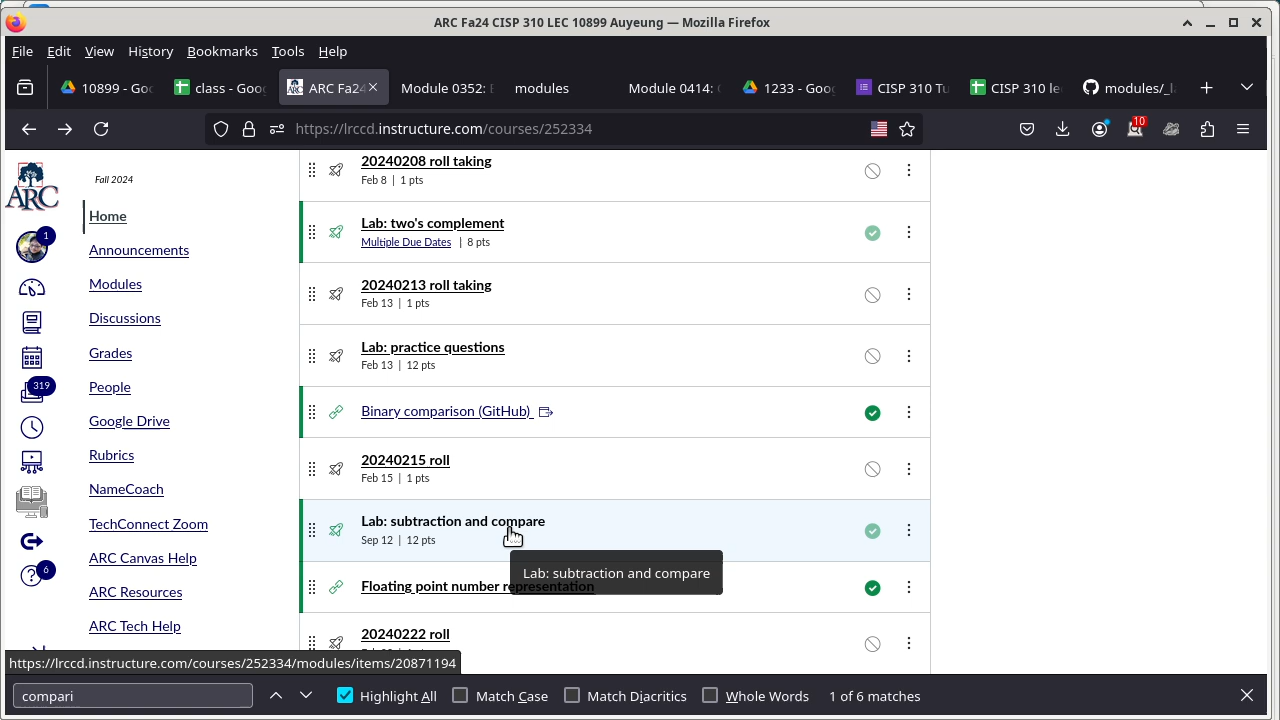 ARC Fa24 CISP 310 LEC 10899 Auyeung — Mozilla Firefox
File Edit View History Bookmarks Tools Help
10899 - Goo
class - Goog
ARC Fa24
Module 0352: E
modules
Module 0414: C
1233 - Goog
CISP 310 Tu
CISP 310 le
modules/_la
https://lrccd.instructure.com/courses/252334
10
ARC
1
319
6
Fall 2024
Home
Announcements
Modules
Discussions
Grades
People
Google Drive
Rubrics
NameCoach
TechConnect Zoom
ARC Canvas Help
ARC Resources
ARC Tech Help
20240208 roll taking
Feb 8 | 1 pts
Lab: two's complement
Multiple Due Dates | 8 pts
20240213 roll taking
Feb 13 | 1 pts
Lab: practice questions
Feb 13 | 12 pts
Binary comparison (GitHub)
20240215 roll
Feb 15 | 1 pts
Lab: subtraction and compare
Sep 12 | 12 pts
Lab: subtraction and compare
Floating point number representation
20240222 roll
https://lrccd.instructure.com/courses/252334/modules/items/20871194
compari
Highlight All
Match Case
Match Diacritics
Whole Words
1 of 6 matches